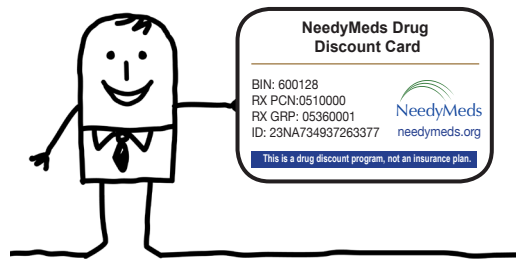 NeedyMeds Drug
Discount Card
BIN: 600128
RX PCN:0510000
RX GRP: 05360001
ID: 23NA734937263377
NeedyMeds
needymeds.org
This is a drug discount program, not an insurance plan.